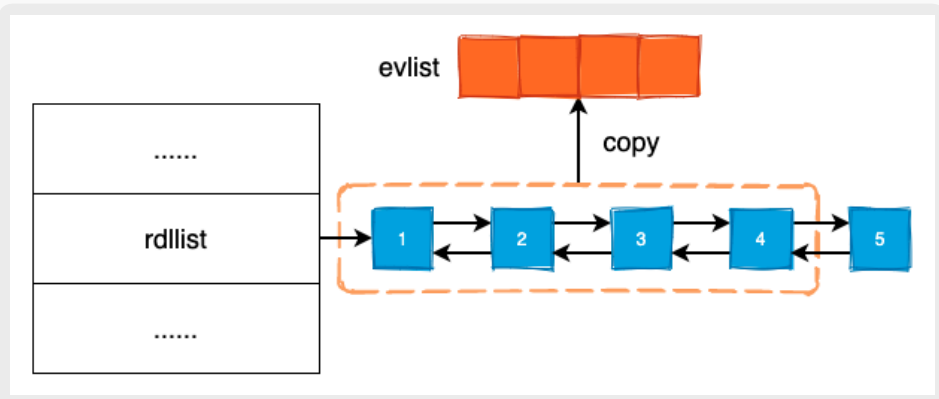 evlist
copy
......
rdllist
1
2
3
4
5
......